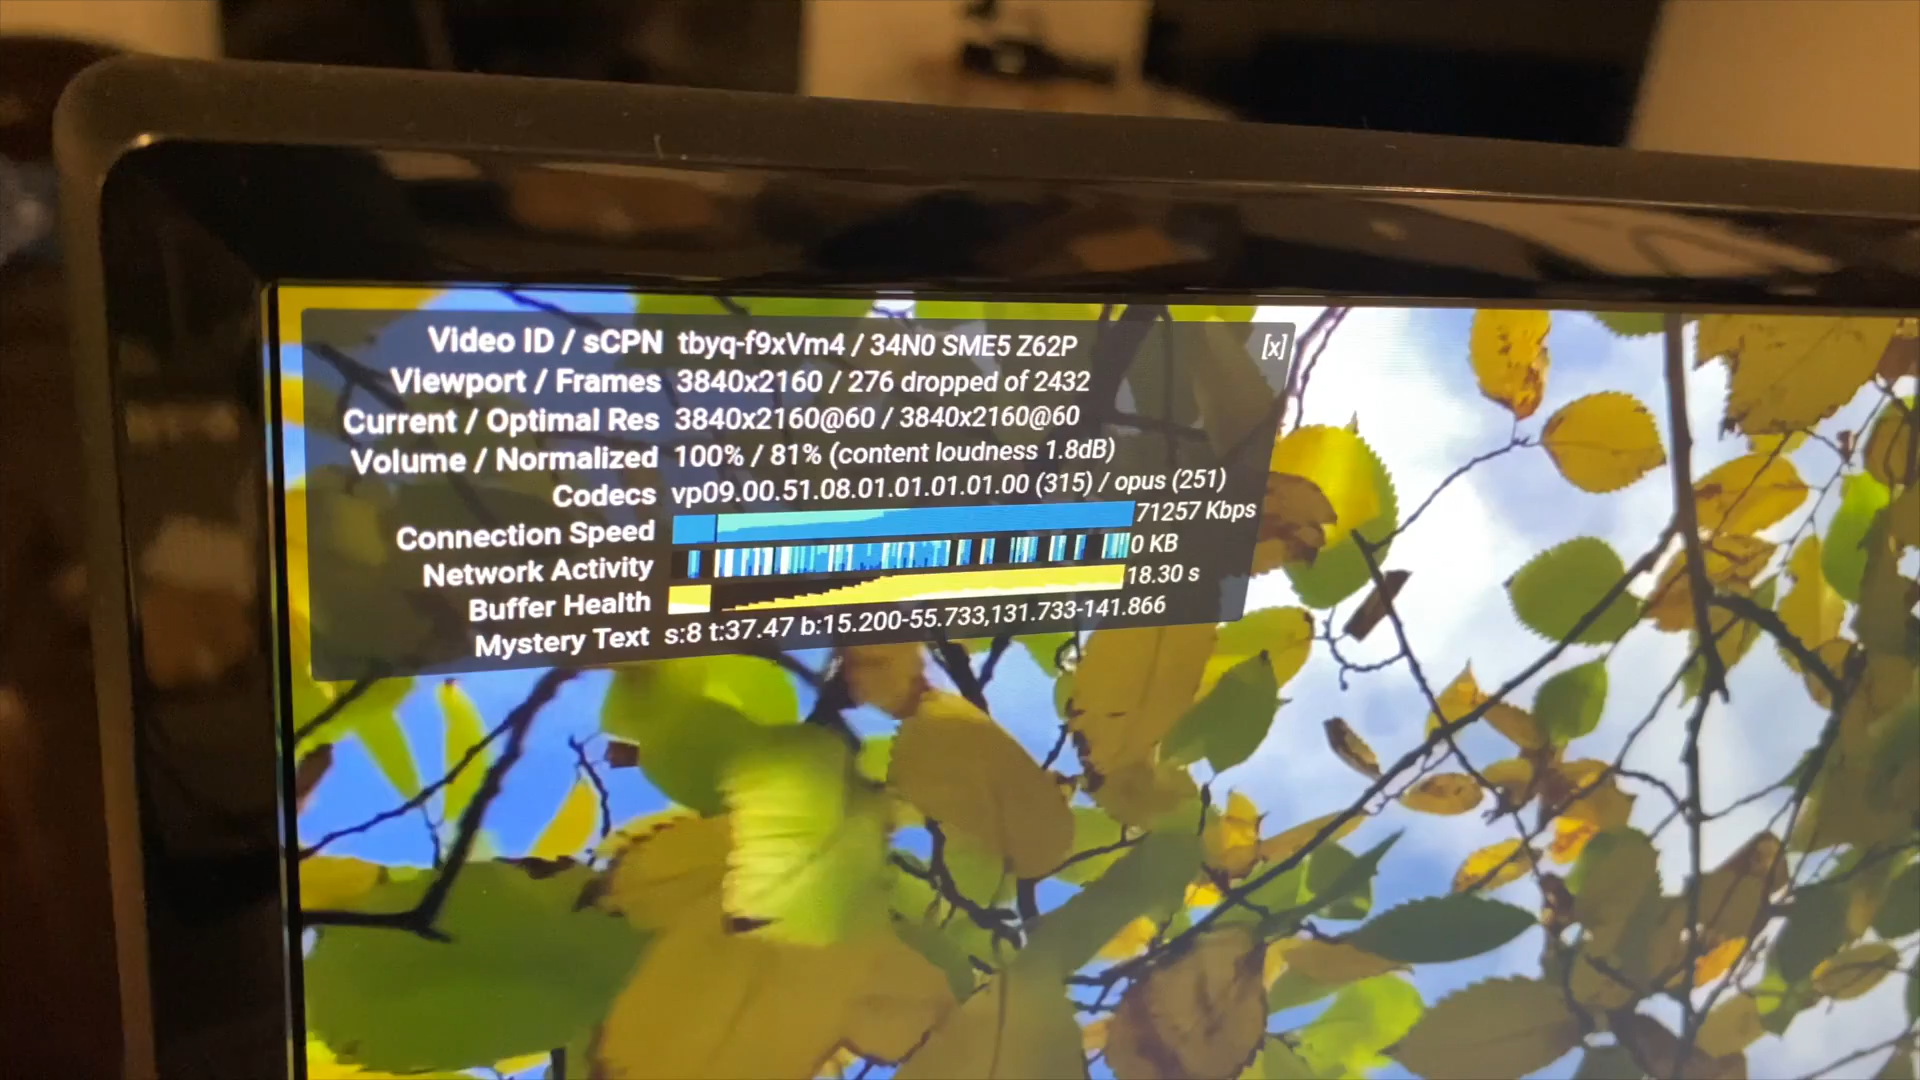 Video ID / sCPN tbyq-f9xVm4 / 34N0 SME5 Z62P [x]
Viewport / Frames 3840x2160 / 276 dropped of 2432
Current / Optimal Res 3840x2160@60 / 3840x2160@60
Volume / Normalized 100% / 81% (content loudness 1.8dB)
Codecs vp09.00.51.08.01.01.01.01.00 (315) / opus (251)
Connection Speed 71257 Kbps
Network Activity 0 KB
Buffer Health 18.30 s
Mystery Text s:8 t:37.47 b:15.200-55.733,131.733-141.866